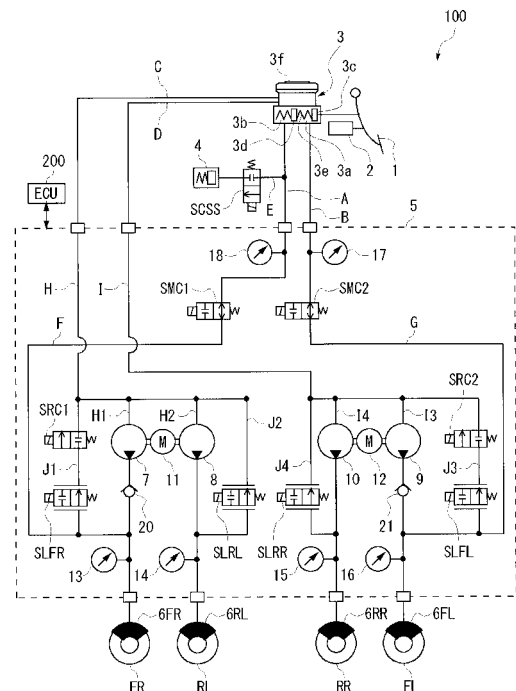 100
3f
3
3c
C
D
3b
3d
3e
3a
2
1
4
200
ECU
SCSS
E
A
B
5
18
17
H
I
SMC1
SMC2
F
G
SRC1
H1
H2
J2
I4
I3
SRC2
J1
M
J4
M
J3
7
11
8
10
12
9
SLFR
20
SLRL
SLRR
21
SLFL
13
14
15
16
6FR
6RL
6RR
6FL
FR
RL
RR
FL